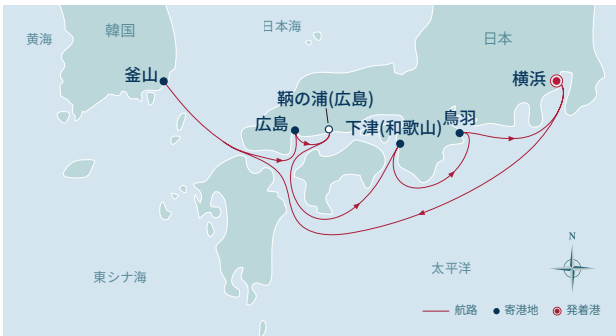 韓国
黄海
日本海
日本
釜山
横浜
鞆の浦(広島)
広島
下津(和歌山)
鳥羽
東シナ海
太平洋
N
航路
寄港地
発着港